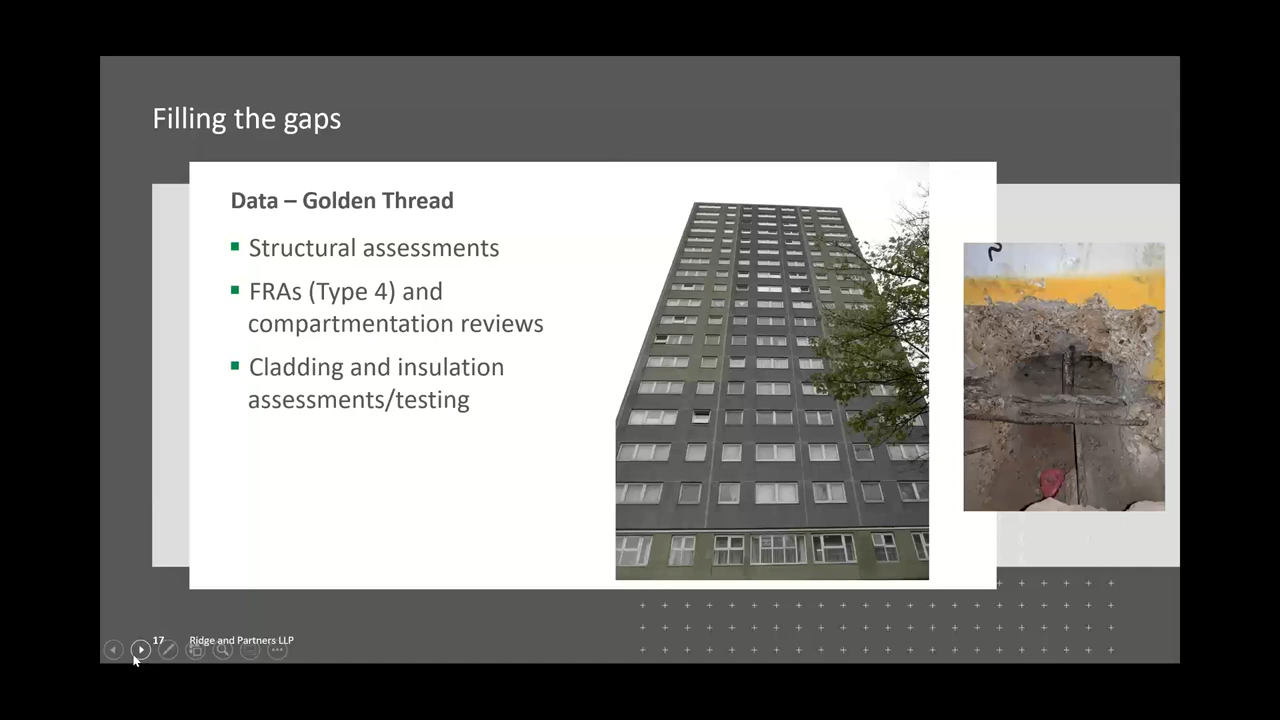 Filling the gaps
Data – Golden Thread
Structural assessments
FRAs (Type 4) and
compartmentation reviews
Cladding and insulation
assessments/testing
17
Ridge and Partners LLP